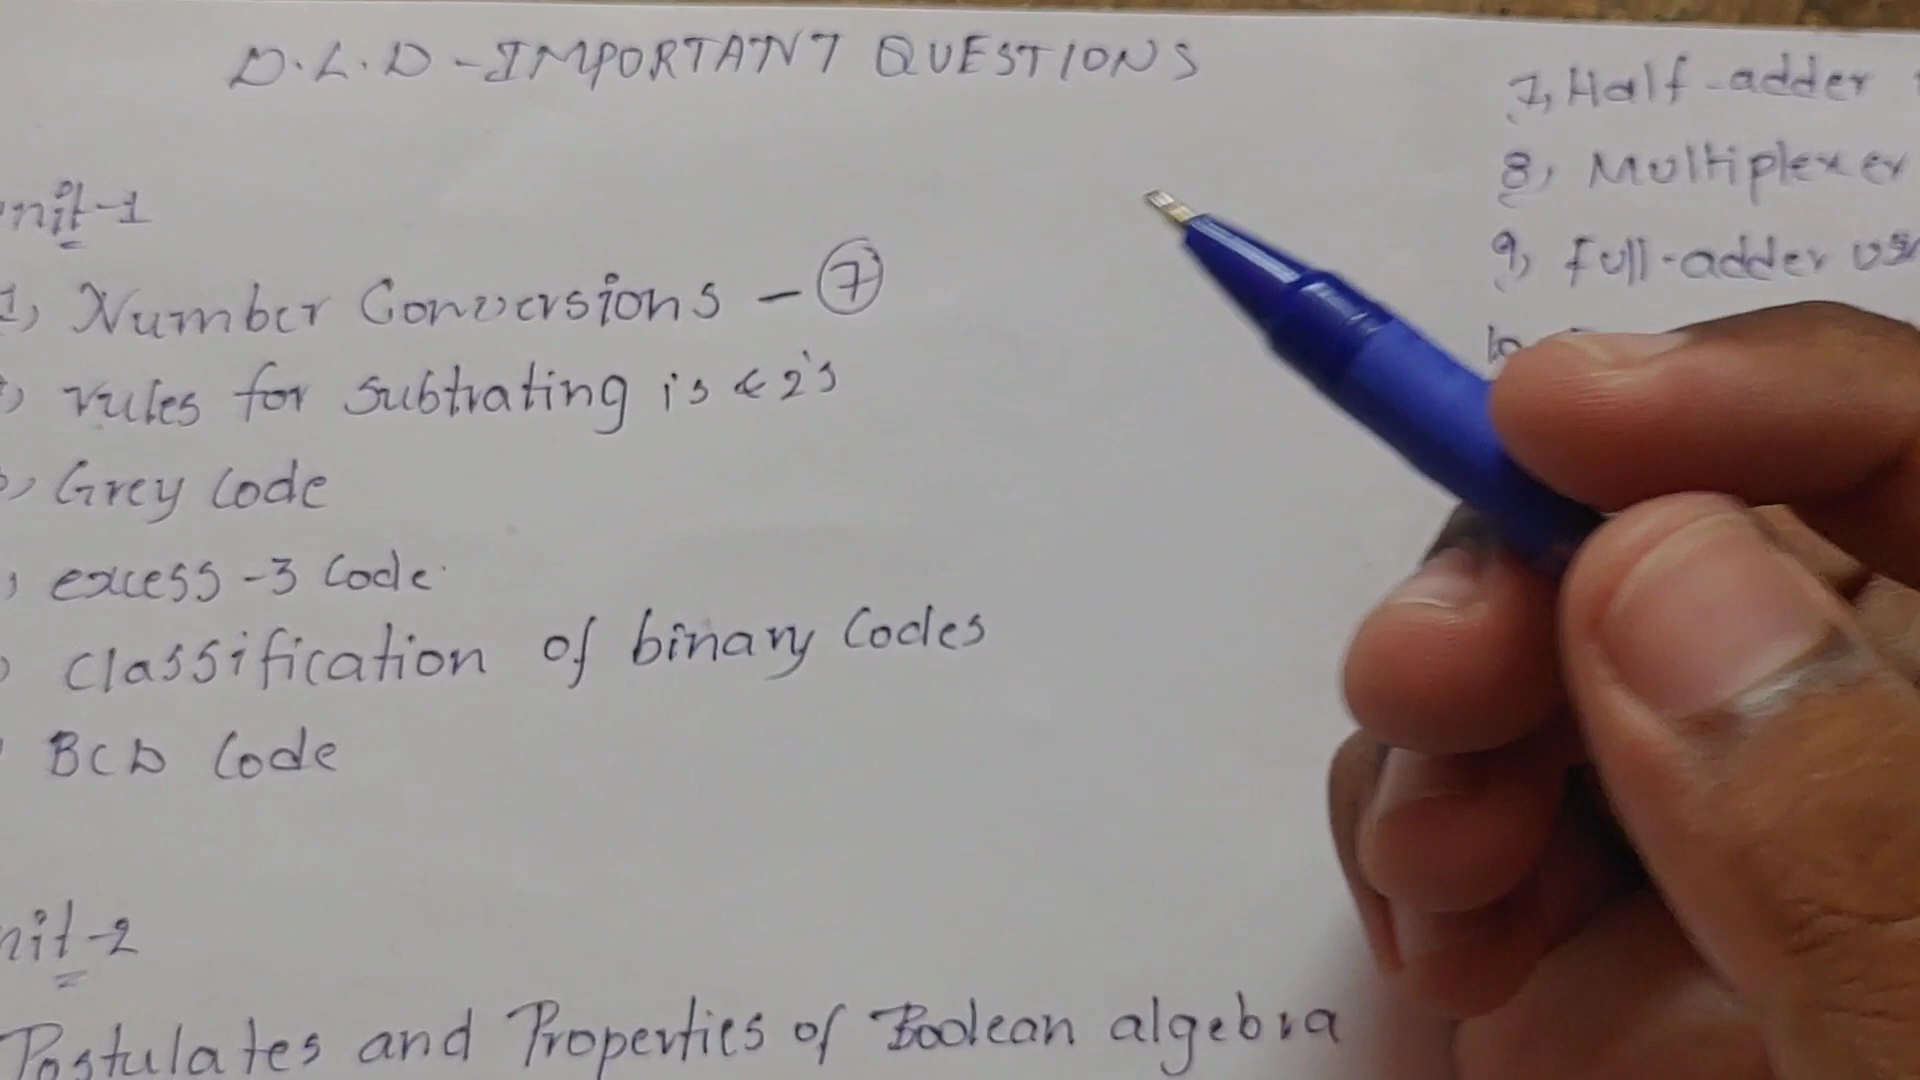 D.L.D - IMPORTANT QUESTIONS
nit-1
1, Number Conversions - 7
rules for subtrating 1's & 2's
Grey Code
excess-3 Code
classification of binary Codes
BCD Code
nit-2
Postulates and Properties of Boolean algebra
7, Half-adder
8, Multiplexer
9, full-adder us
10